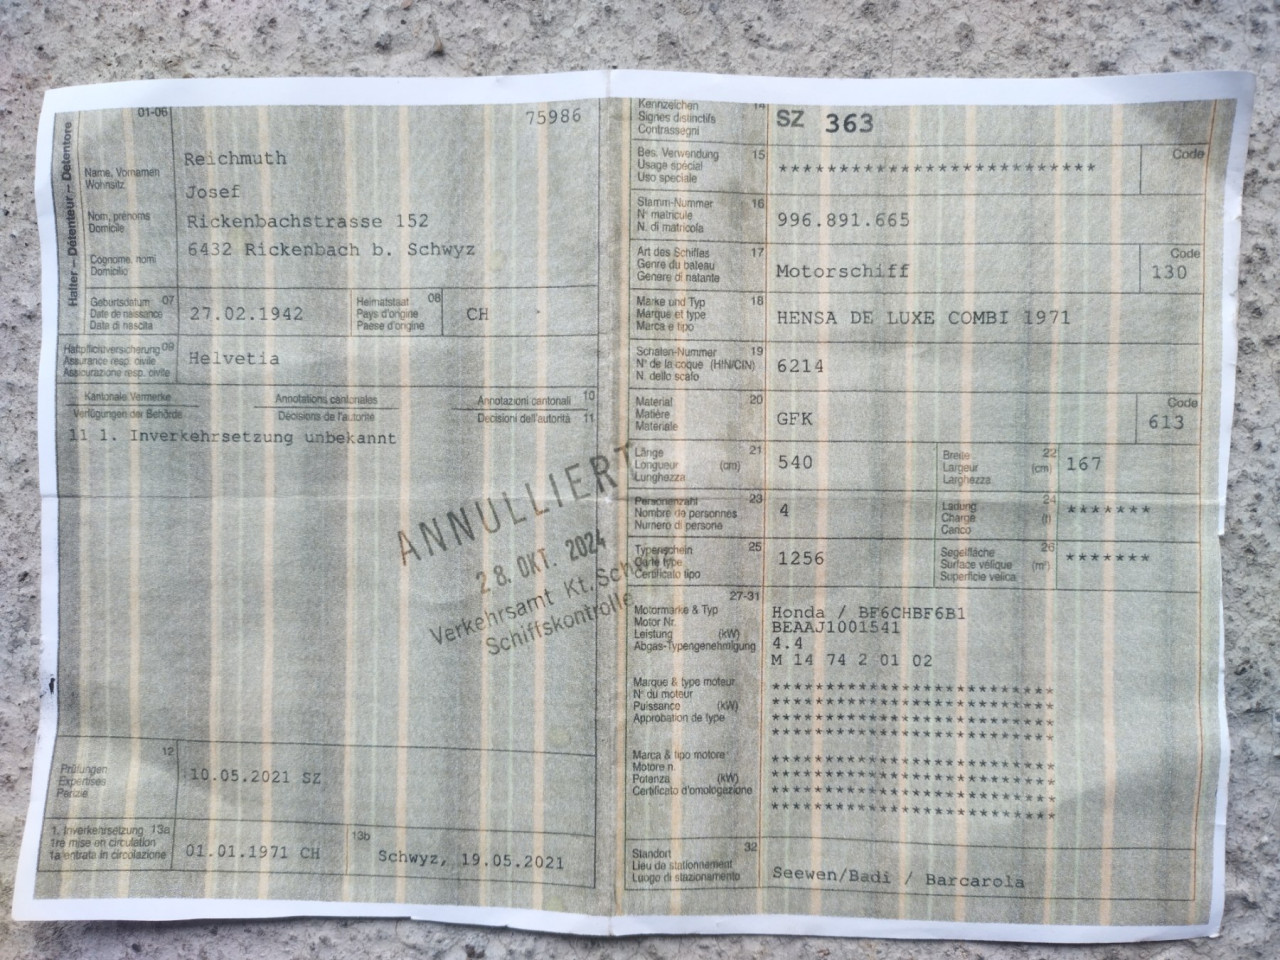 Halter – Détenteur – Detentore
01-06
75986
Name, Vornamen
Wohnsitz
Nom, prénoms
Domicile
Cognome, nomi
Domicilio
Reichmuth
Josef
Rickenbachstrasse 152
6432 Rickenbach b. Schwyz
Geburtsdatum 07
Date de naissance
Data di nascita
27.02.1942
Heimatstaat 08
Pays d'origine
Paese d'origine
CH
Haftpflichtversicherung 09
Assurance resp. civile
Assicurazione resp. civile
Helvetia
Kantonale Vermerke Annotations cantonales Annotazioni cantonali 10
Verfügungen der Behörde Décisions de l'autorité Decisioni dell'autorità 11
11 1. Inverkehrsetzung unbekannt
ANNULLIERT
28. OKT. 2024
Verkehrsamt Kt. Schwyz
Schiffskontrolle
12
Prüfungen
Expertises
Perizie
10.05.2021 SZ
1. Inverkehrsetzung 13a
1re mise en circulation
1a entrata in circolazione
01.01.1971 CH
13b
Schwyz, 19.05.2021
Kennzeichen 14
Signes distinctifs
Contrassegni
SZ 363
Bes. Verwendung 15
Usage spécial
Uso speciale
******************************
Code
Stamm-Nummer 16
N° matricule
N. di matricola
996.891.665
Art des Schiffes 17
Genre du bateau
Genere di natante
Motorschiff
Code
130
Marke und Typ 18
Marque et type
Marca e tipo
HENSA DE LUXE COMBI 1971
Schalen-Nummer 19
N° de la coque (HIN/CIN)
N. dello scafo
6214
Material 20
Matière
Materiale
GFK
Code
613
Länge 21
Longueur (cm)
Lunghezza
540
Breite 22
Largeur (cm)
Larghezza
167
Personenzahl 23
Nombre de personnes
Numero di persone
4
Ladung 24
Charge (t)
Carico
*******
Typenschein 25
Carte type
Certificato tipo
1256
Segelfläche 26
Surface vélique (m²)
Superficie velica
*******
27-31
Motormarke & Typ
Motor Nr.
Leistung (kW)
Abgas-Typengenehmigung
Honda / BF6CHBF6B1
BEAAJ1001541
4.4
M 14 74 2 01 02
Marque & type moteur
N° du moteur
Puissance (kW)
Approbation de type
**************************
**************************
**************************
**************************
Marca & tipo motore
Motore n.
Potenza (kW)
Certificato d'omologazione
**************************
**************************
**************************
**************************
Standort 32
Lieu de stationnement
Luogo di stazionamento
Seewen/Badi / Barcarola